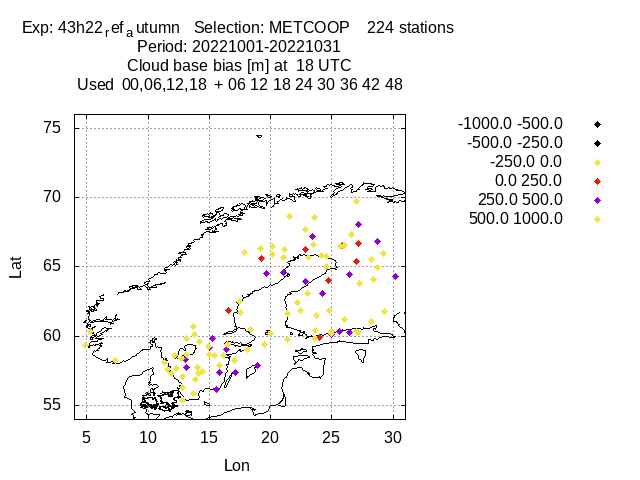 Exp: 43h22_ref_autumn Selection: METCOOP 224 stations
Period: 20221001-20221031
Cloud base bias [m] at 18 UTC
Used 00,06,12,18 + 06 12 18 24 30 36 42 48
-1000.0 -500.0
-500.0 -250.0
-250.0 0.0
0.0 250.0
250.0 500.0
500.0 1000.0
75
70
65
60
55
Lat
5 10 15 20 25 30
Lon